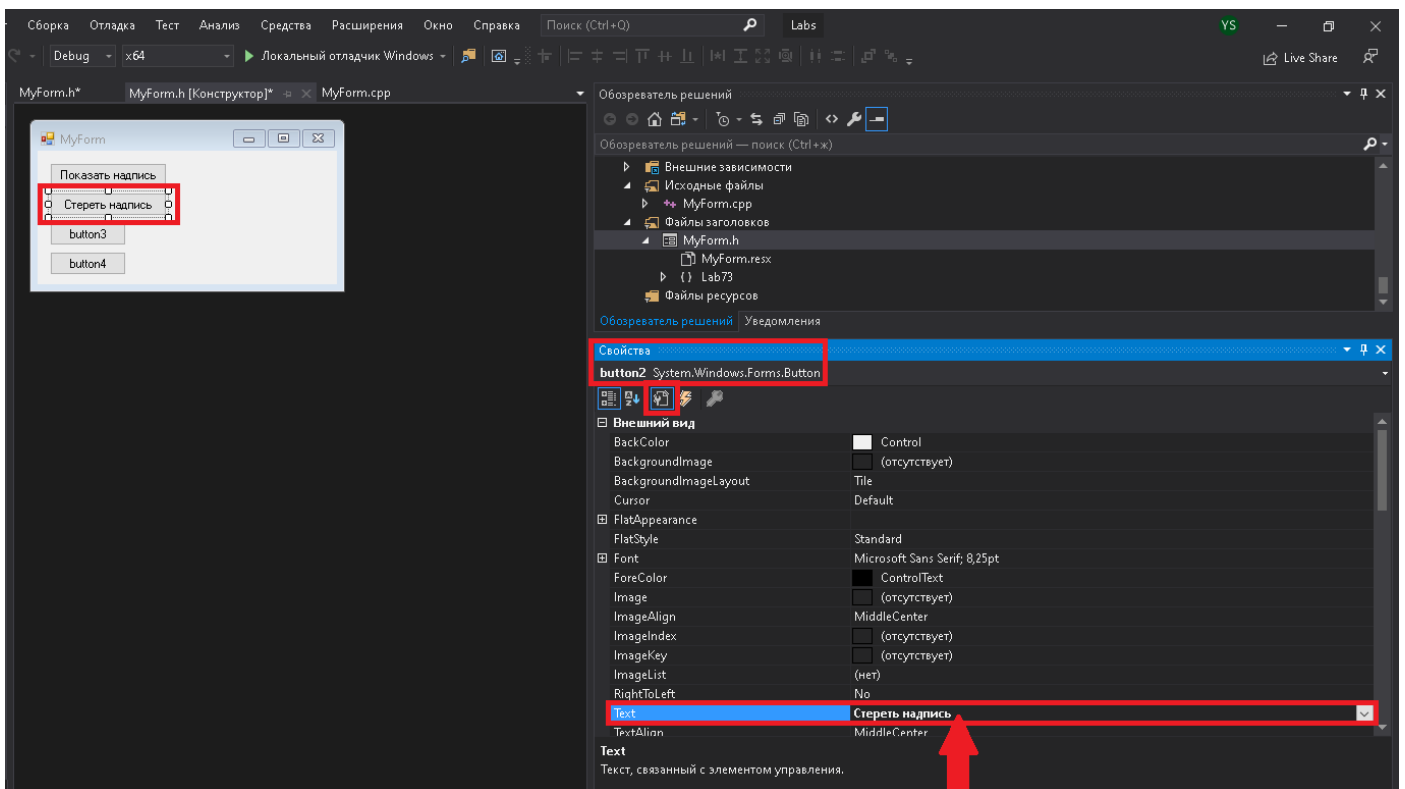 Сборка Отладка Тест Анализ Средства Расширения Окно Справка Поиск (Ctrl+Q) Labs YS
Debug x64 Локальный отладчик Windows Live Share
MyForm.h* MyForm.h [Конструктор]* MyForm.cpp
MyForm
Показать надпись
Стереть надпись
button3
button4
Обозреватель решений
Обозреватель решений — поиск (Ctrl+ж)
Внешние зависимости
Исходные файлы
MyForm.cpp
Файлы заголовков
MyForm.h
MyForm.resx
{} Lab73
Файлы ресурсов
Обозреватель решений Уведомления
Свойства
button2 System.Windows.Forms.Button
Внешний вид
BackColor Control
BackgroundImage (отсутствует)
BackgroundImageLayout Tile
Cursor Default
FlatAppearance
FlatStyle Standard
Font Microsoft Sans Serif; 8,25pt
ForeColor ControlText
Image (отсутствует)
ImageAlign MiddleCenter
ImageIndex (отсутствует)
ImageKey (отсутствует)
ImageList (нет)
RightToLeft No
Text Стереть надпись
TextAlign MiddleCenter
Text
Текст, связанный с элементом управления.